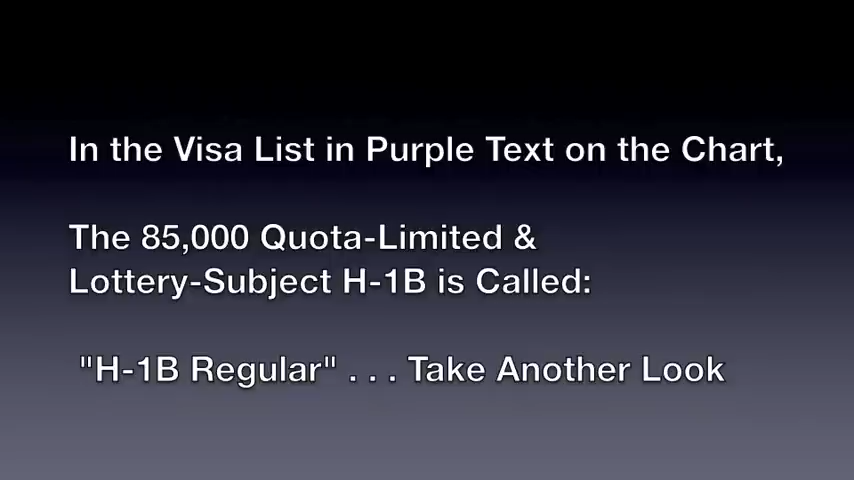 In the Visa List in Purple Text on the Chart,
The 85,000 Quota-Limited &
Lottery-Subject H-1B is Called:
"H-1B Regular" . . . Take Another Look